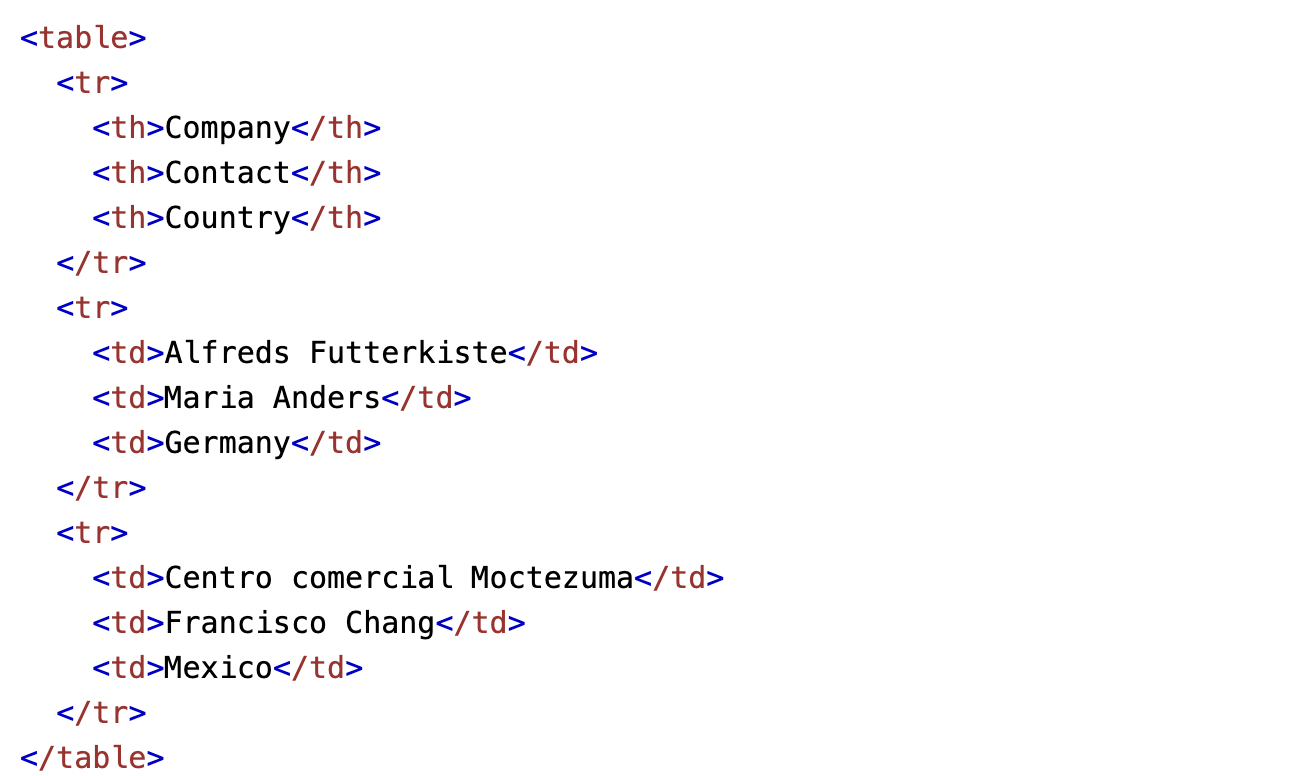 <table>
  <tr>
    <th>Company</th>
    <th>Contact</th>
    <th>Country</th>
  </tr>
  <tr>
    <td>Alfreds Futterkiste</td>
    <td>Maria Anders</td>
    <td>Germany</td>
  </tr>
  <tr>
    <td>Centro comercial Moctezuma</td>
    <td>Francisco Chang</td>
    <td>Mexico</td>
  </tr>
</table>